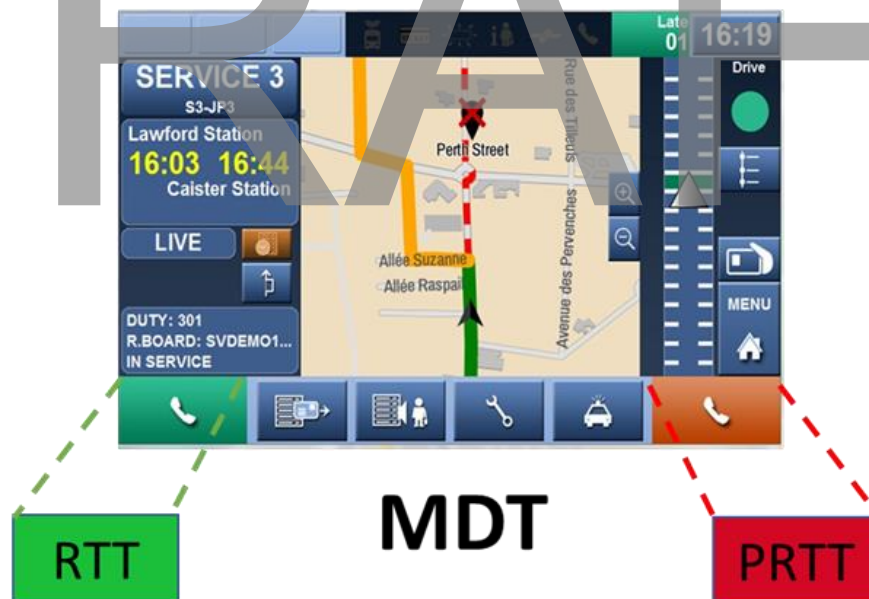 Late
01
16:19
SERVICE 3
S3-JP3
Lawford Station
16:03 16:44
Caister Station
LIVE
DUTY: 301
R.BOARD: SVDEMO1...
IN SERVICE
Perth Street
Rue des Tilleuls
Avenue des Pervenches
Allée Suzanne
Allée Raspail
Drive
MENU
MDT
RTT
PRTT